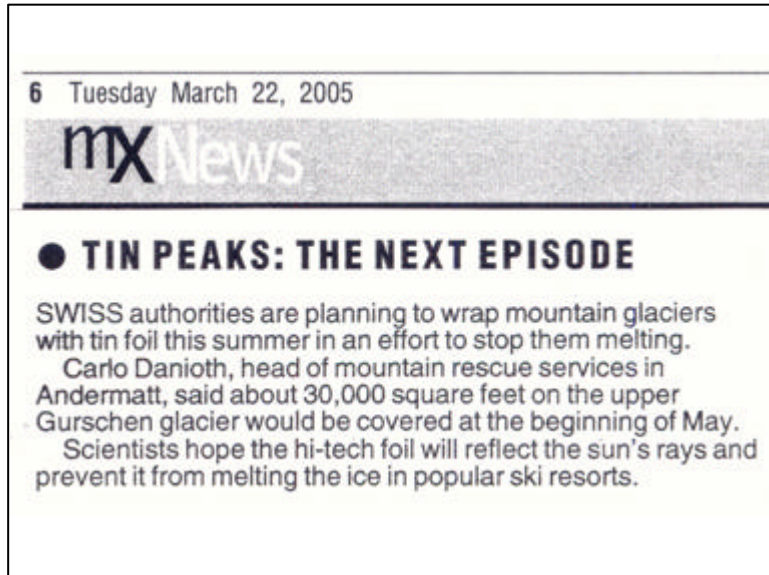 6 Tuesday March 22, 2005
mXNews
● TIN PEAKS: THE NEXT EPISODE
SWISS authorities are planning to wrap mountain glaciers
with tin foil this summer in an effort to stop them melting.
Carlo Danioth, head of mountain rescue services in
Andermatt, said about 30,000 square feet on the upper
Gurschen glacier would be covered at the beginning of May.
Scientists hope the hi-tech foil will reflect the sun's rays and
prevent it from melting the ice in popular ski resorts.